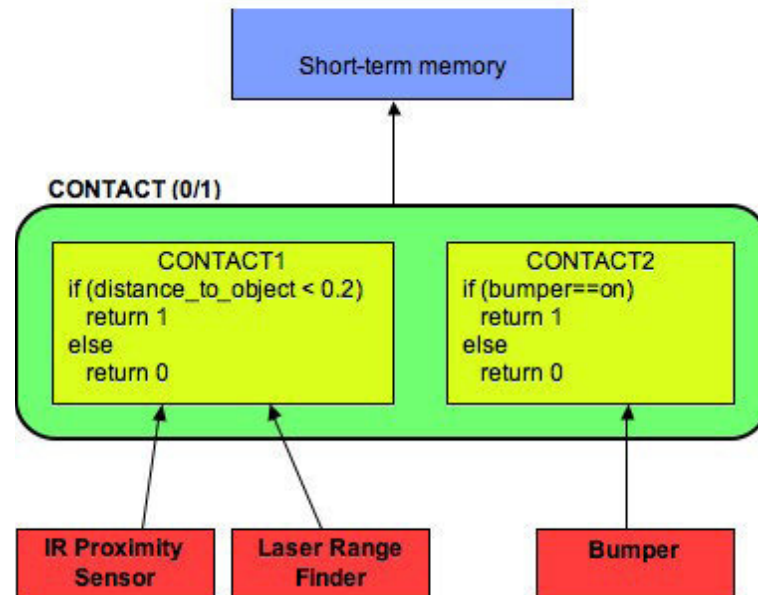 Short-term memory
CONTACT (0/1)
CONTACT1
if (distance_to_object < 0.2)
return 1
else
return 0
CONTACT2
if (bumper==on)
return 1
else
return 0
IR Proximity
Sensor
Laser Range
Finder
Bumper